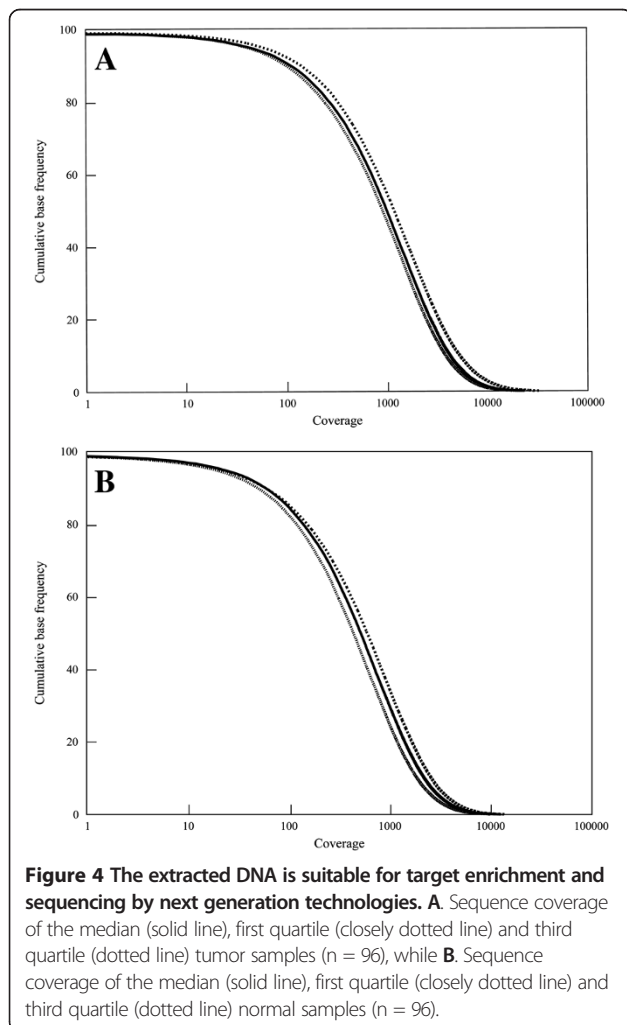 100
80
60
40
20
0
Cumulative base frequency
A
1 10 100 1000 10000 100000
Coverage
100
80
60
40
20
0
Cumulative base frequency
B
1 10 100 1000 10000 100000
Coverage
Figure 4 The extracted DNA is suitable for target enrichment and
sequencing by next generation technologies. A. Sequence coverage
of the median (solid line), first quartile (closely dotted line) and third
quartile (dotted line) tumor samples (n = 96), while B. Sequence
coverage of the median (solid line), first quartile (closely dotted line) and
third quartile (dotted line) normal samples (n = 96).